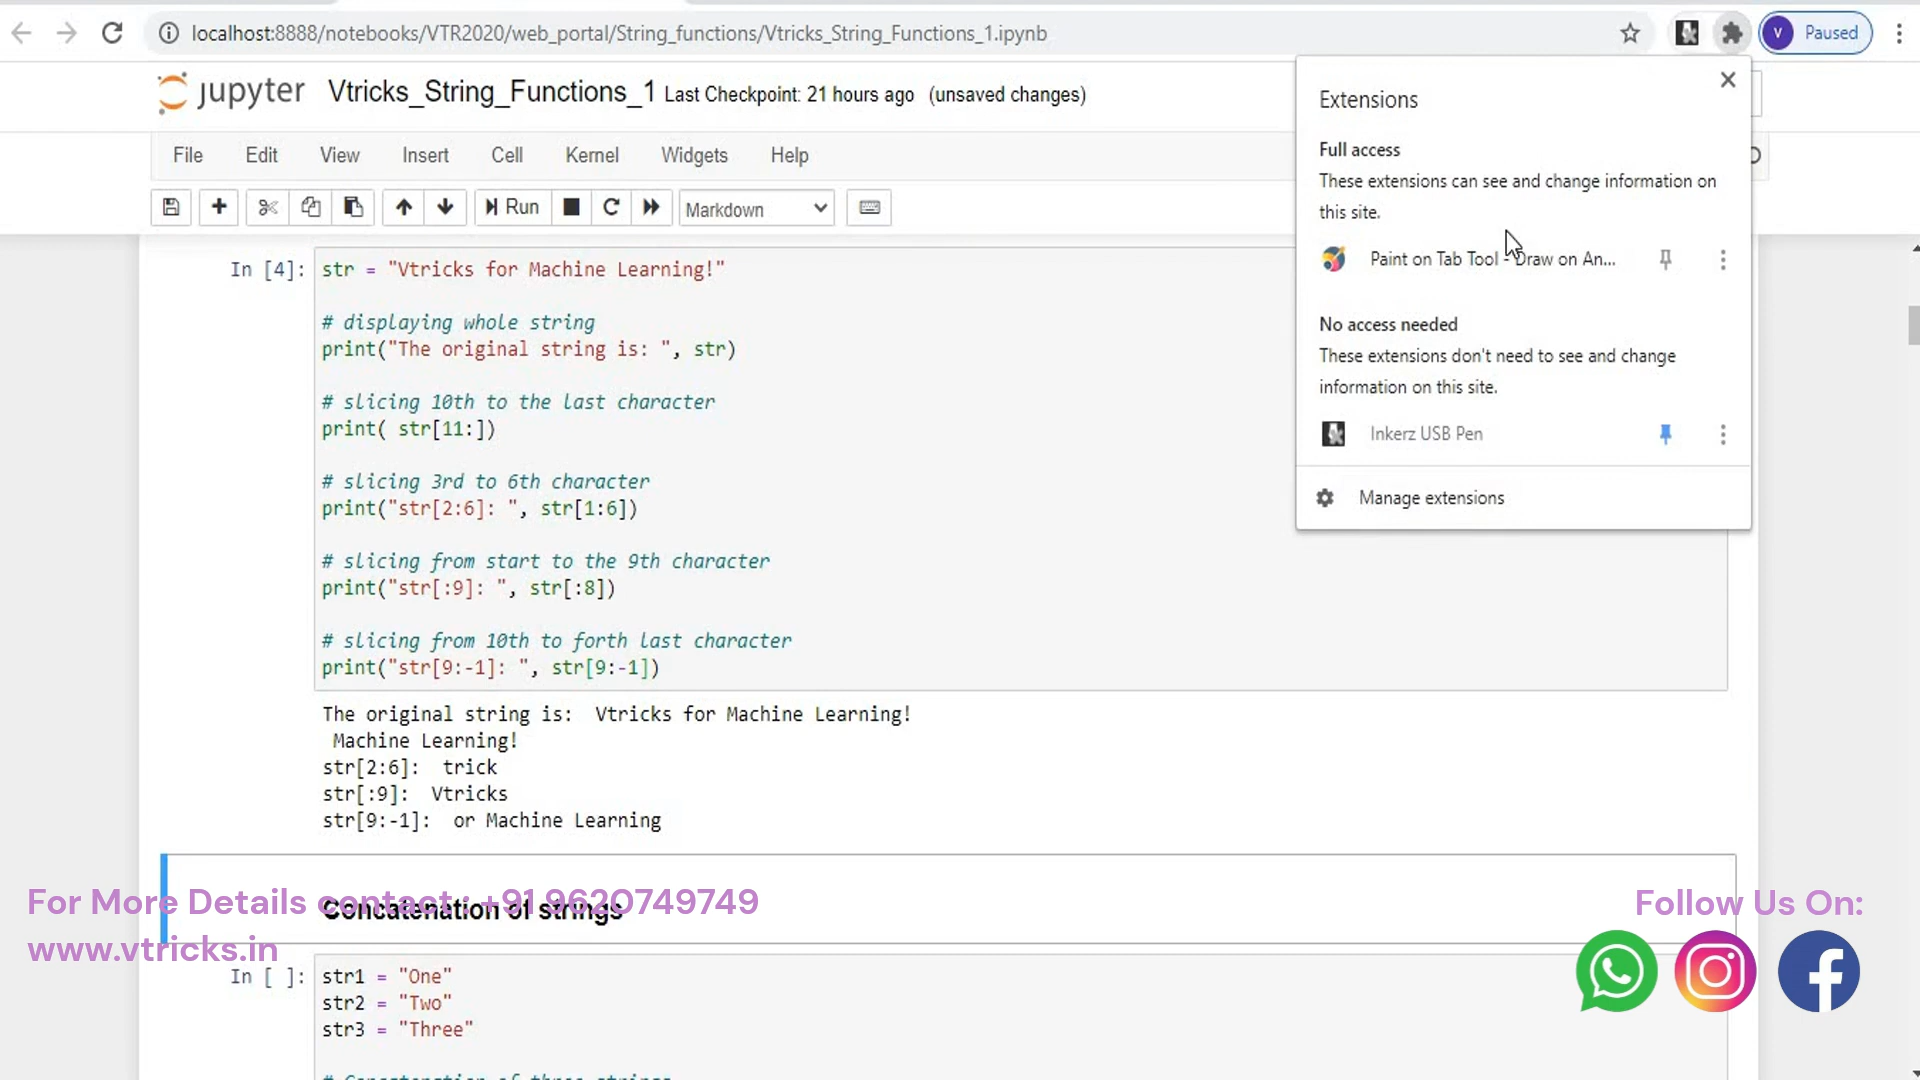 localhost:8888/notebooks/VTR2020/web_portal/String_functions/Vtricks_String_Functions_1.ipynb
V Paused
jupyter Vtricks_String_Functions_1 Last Checkpoint: 21 hours ago (unsaved changes)
File Edit View Insert Cell Kernel Widgets Help
Run Markdown
Extensions
Full access
These extensions can see and change information on
this site.
Paint on Tab Tool - Draw on An...
No access needed
These extensions don't need to see and change
information on this site.
Inkerz USB Pen
Manage extensions
In [4]: str = "Vtricks for Machine Learning!"
# displaying whole string
print("The original string is: ", str)
# slicing 10th to the last character
print( str[11:])
# slicing 3rd to 6th character
print("str[2:6]: ", str[1:6])
# slicing from start to the 9th character
print("str[:9]: ", str[:8])
# slicing from 10th to forth last character
print("str[9:-1]: ", str[9:-1])
The original string is:  Vtricks for Machine Learning!
 Machine Learning!
str[2:6]:  trick
str[:9]:  Vtricks
str[9:-1]:  or Machine Learning
Concatenation of strings
For More Details contact : +91 9620749749
www.vtricks.in
Follow Us On:
In [ ]: str1 = "One"
str2 = "Two"
str3 = "Three"
# Concatenation of three strings